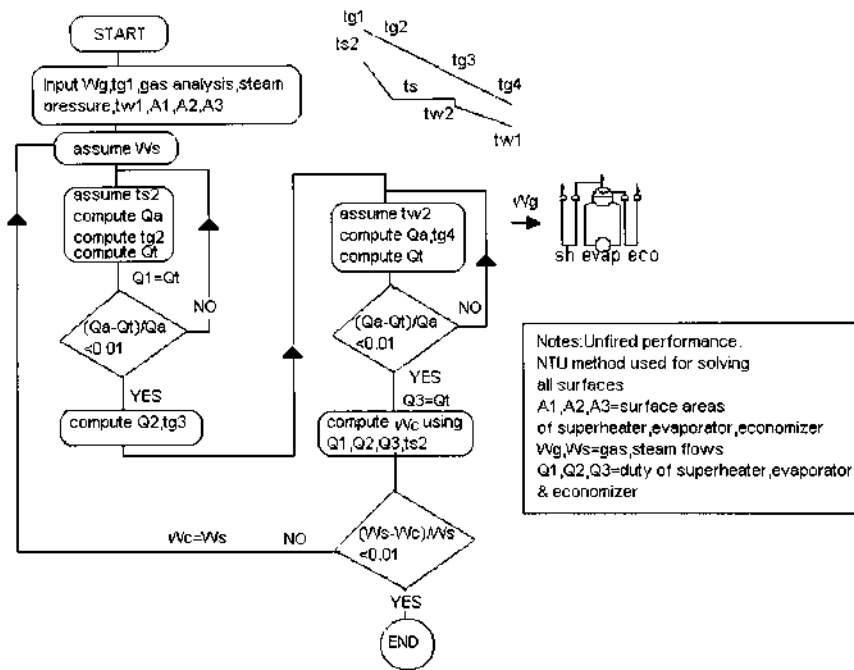 START
Input Wg,tg1,gas analysis,steam
pressure,tw1,A1,A2,A3
assume Ws
assume ts2
compute Qa
compute tg2
compute Qt
Q1=Qt
NO
(Qa-Qt)/Qa
<0.01
YES
compute Q2,tg3
tg1
tg2
ts2
tg3
ts
tg4
tw2
tw1
assume tw2
compute Qa,tg4
compute Qt
NO
(Qa-Qt)/Qa
<0.01
YES
Q3=Qt
compute Wc using
Q1,Q2,Q3,ts2
Wc=Ws
NO
(Ws-Wc)/Ws
<0.01
YES
END
Wg
sh evap eco
Notes:Unfired performance.
NTU method used for solving
all surfaces
A1,A2,A3=surface areas
of superheater,evaporator,economizer
Wg,Ws=gas,steam flows
Q1,Q2,Q3=duty of superheater,evaporator
& economizer